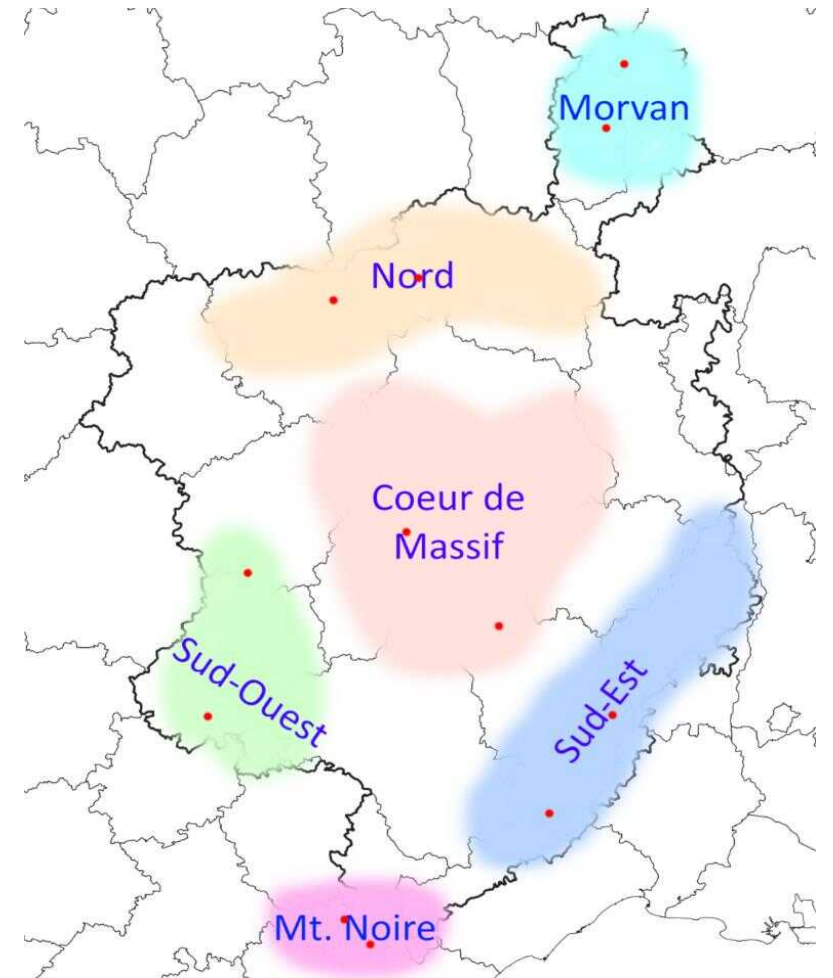 Morvan
Nord
Coeur de
Massif
Sud-Ouest
Sud-Est
Mt. Noire